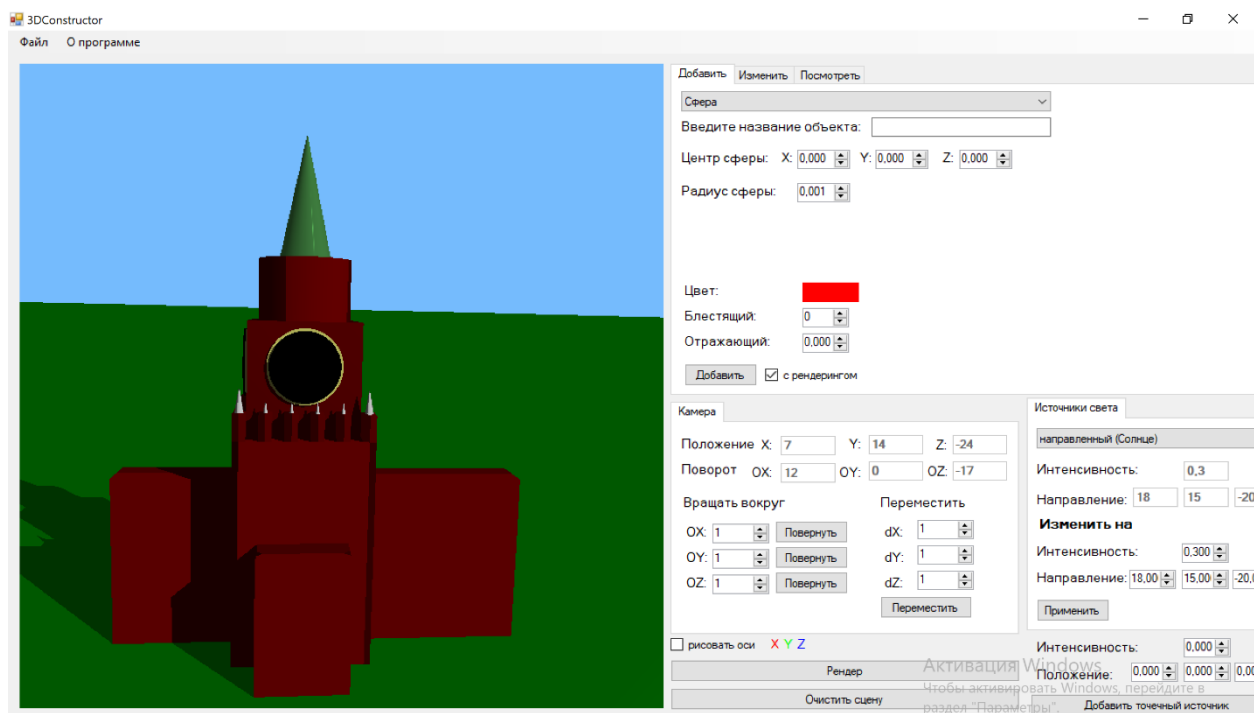 3DConstructor
Файл О программе
Добавить Изменить Посмотреть
Сфера
Введите название объекта:
Центр сферы: X: 0,000 Y: 0,000 Z: 0,000
Радиус сферы: 0,001
Цвет:
Блестящий: 0
Отражающий: 0,000
Добавить с рендерингом
Камера
Положение X: 7 Y: 14 Z: -24
Поворот OX: 12 OY: 0 OZ: -17
Вращать вокруг Переместить
OX: 1 Повернуть dX: 1
OY: 1 Повернуть dY: 1
OZ: 1 Повернуть dZ: 1
Переместить
Источники света
направленный (Солнце)
Интенсивность: 0,3
Направление: 18 15 -20
Изменить на
Интенсивность: 0,300
Направление: 18,00 15,00 -20,0
Применить
рисовать оси X Y Z
Рендер
Очистить сцену
Интенсивность: 0,000
Положение: 0,000 0,000 0,00
Добавить точечный источник
Активация Windows
Чтобы активировать Windows, перейдите в
раздел "Параметры".